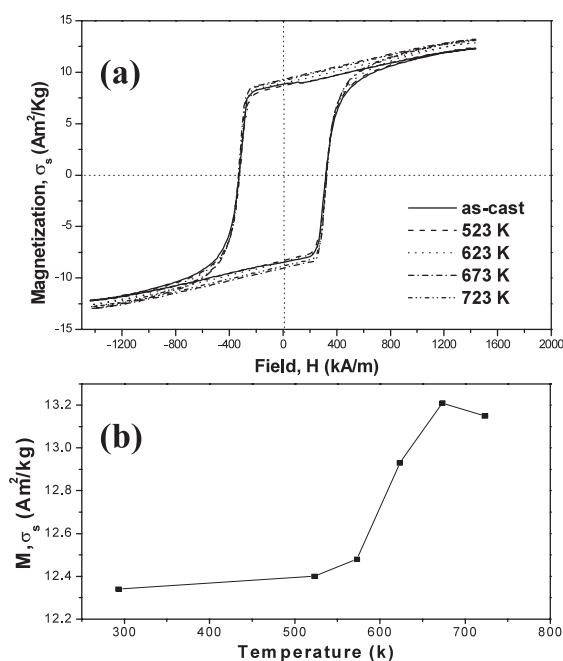 (a)
15
10
5
0
-5
-10
-15
Magnetization, σs (Am²/Kg)
as-cast
523 K
623 K
673 K
723 K
-1200 -800 -400 0 400 800 1200 1600 2000
Field, H (kA/m)
(b)
13.2
13.0
12.8
12.6
12.4
12.2
M, σs (Am²/kg)
300 400 500 600 700 800
Temperature (k)